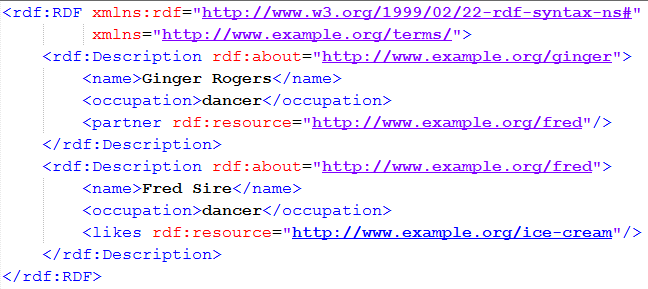 <rdf:RDF xmlns:rdf="http://www.w3.org/1999/02/22-rdf-syntax-ns#"
         xmlns="http://www.example.org/terms/">
    <rdf:Description rdf:about="http://www.example.org/ginger">
        <name>Ginger Rogers</name>
        <occupation>dancer</occupation>
        <partner rdf:resource="http://www.example.org/fred"/>
    </rdf:Description>
    <rdf:Description rdf:about="http://www.example.org/fred">
        <name>Fred Sire</name>
        <occupation>dancer</occupation>
        <likes rdf:resource="http://www.example.org/ice-cream"/>
    </rdf:Description>
</rdf:RDF>